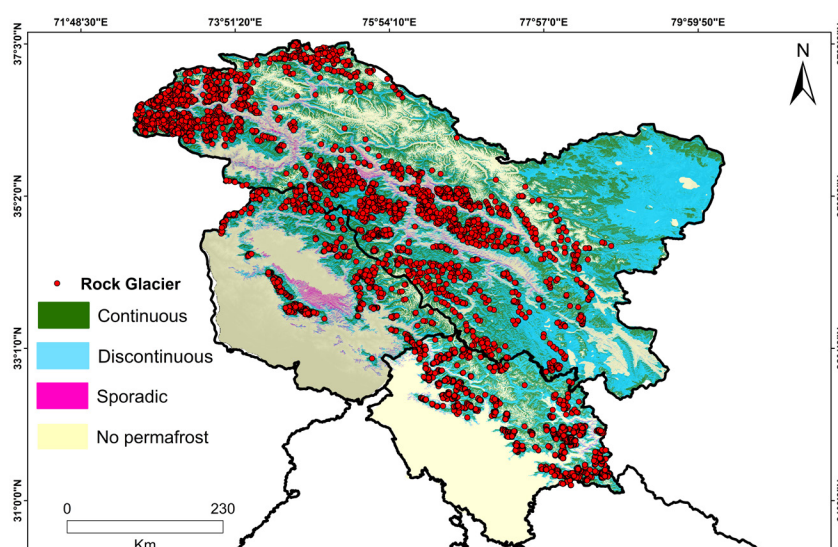 71°48'30"E 73°51'20"E 75°54'10"E 77°57'0"E 79°59'50"E
37°3'0"N
N
35°2'0"N
Rock Glacier
Continuous
Discontinuous
33°1'0"N
Sporadic
No permafrost
31°0'0"N
0 230
Km